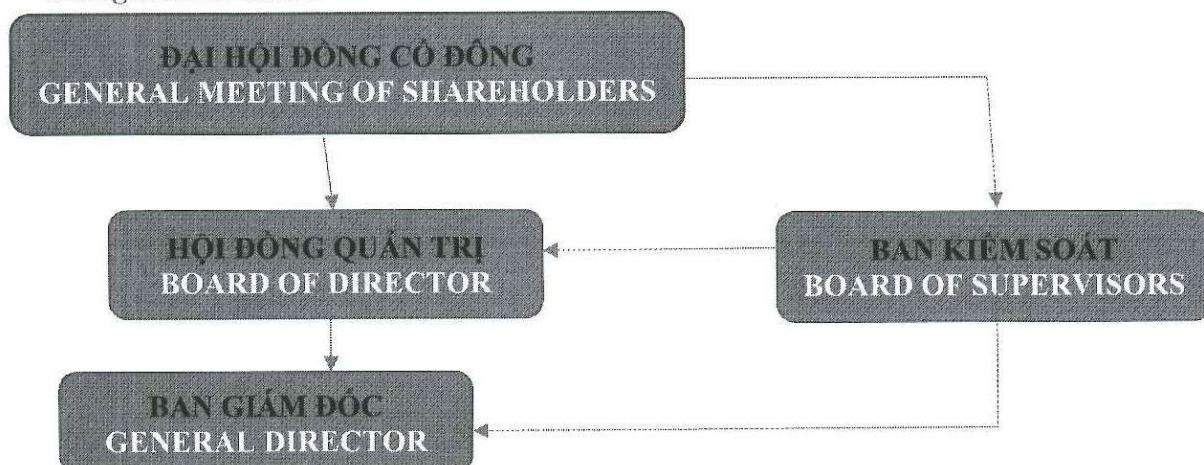 ĐẠI HỘI ĐỒNG CỔ ĐÔNG
GENERAL MEETING OF SHAREHOLDERS
HỘI ĐỒNG QUẢN TRỊ
BOARD OF DIRECTOR
BAN KIỂM SOÁT
BOARD OF SUPERVISORS
BAN GIÁM ĐỐC
GENERAL DIRECTOR